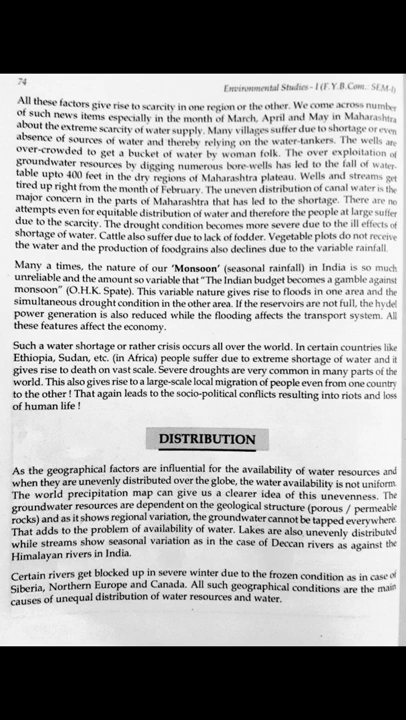 74
Environmental Studies - I (F.Y.B.Com.: SEM-I)
All these factors give rise to scarcity in one region or the other. We come across number
of such news items especially in the month of March, April and May in Maharashtra
about the extreme scarcity of water supply. Many villages suffer due to shortage or even
absence of sources of water and thereby relying on the water-tankers. The wells are
over-crowded to get a bucket of water by woman folk. The over exploitation of
groundwater resources by digging numerous bore-wells has led to the fall of water-
table upto 400 feet in the dry regions of Maharashtra plateau. Wells and streams get
tired up right from the month of February. The uneven distribution of canal water is the
major concern in the parts of Maharashtra that has led to the shortage. There are no
attempts even for equitable distribution of water and therefore the people at large suffer
due to the scarcity. The drought condition becomes more severe due to the ill effects of
shortage of water. Cattle also suffer due to lack of fodder. Vegetable plots do not receive
the water and the production of foodgrains also declines due to the variable rainfall.
Many a times, the nature of our 'Monsoon' (seasonal rainfall) in India is so much
unreliable and the amount so variable that "The Indian budget becomes a gamble against
monsoon" (O.H.K. Spate). This variable nature gives rise to floods in one area and the
simultaneous drought condition in the other area. If the reservoirs are not full, the hydel
power generation is also reduced while the flooding affects the transport system. All
these features affect the economy.
Such a water shortage or rather crisis occurs all over the world. In certain countries like
Ethiopia, Sudan, etc. (in Africa) people suffer due to extreme shortage of water and it
gives rise to death on vast scale. Severe droughts are very common in many parts of the
world. This also gives rise to a large-scale local migration of people even from one country
to the other ! That again leads to the socio-political conflicts resulting into riots and loss
of human life !
DISTRIBUTION
As the geographical factors are influential for the availability of water resources and
when they are unevenly distributed over the globe, the water availability is not uniform.
The world precipitation map can give us a clearer idea of this unevenness. The
groundwater resources are dependent on the geological structure (porous / permeable
rocks) and as it shows regional variation, the groundwater cannot be tapped everywhere.
That adds to the problem of availability of water. Lakes are also unevenly distributed
while streams show seasonal variation as in the case of Deccan rivers as against the
Himalayan rivers in India.
Certain rivers get blocked up in severe winter due to the frozen condition as in case of
Siberia, Northern Europe and Canada. All such geographical conditions are the main
causes of unequal distribution of water resources and water.